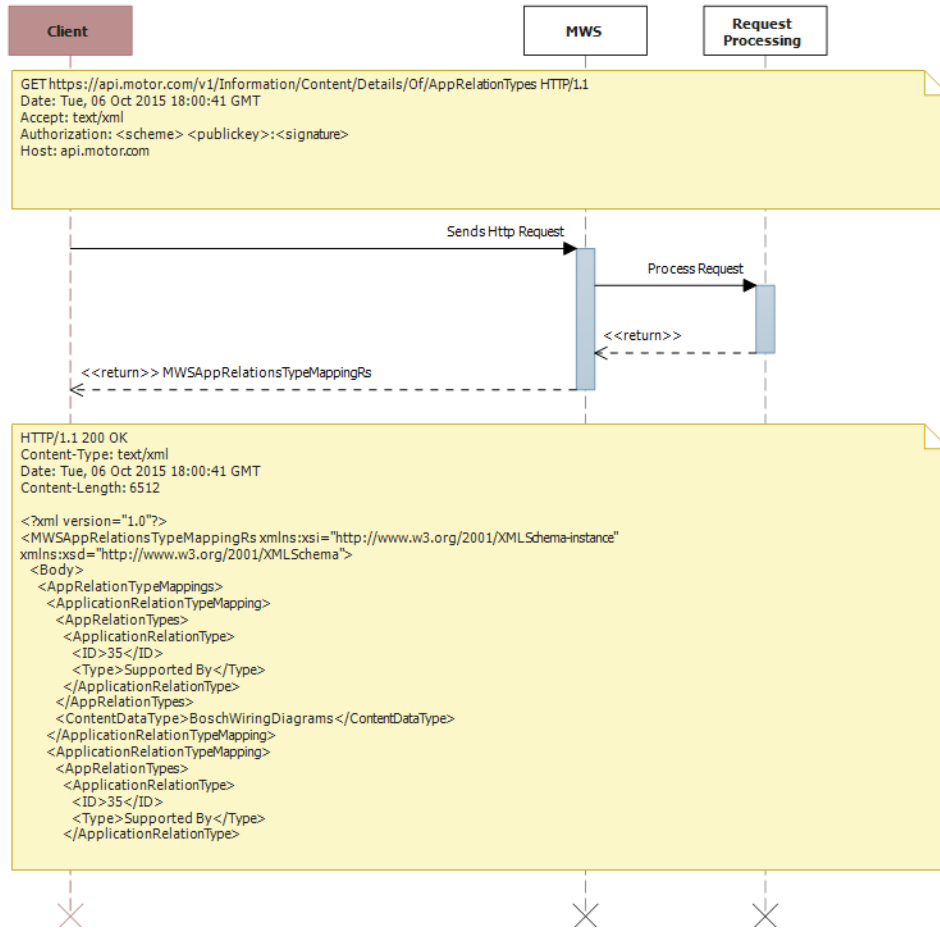 Client
MWS
Request
Processing
GET https://api.motor.com/v1/Information/Content/Details/Of/AppRelationTypes HTTP/1.1
Date: Tue, 06 Oct 2015 18:00:41 GMT
Accept: text/xml
Authorization: <scheme> <publickey>:<signature>
Host: api.motor.com
Sends Http Request
Process Request
<<return>>
<<return>> MWSAppRelationsTypeMappingRs
HTTP/1.1 200 OK
Content-Type: text/xml
Date: Tue, 06 Oct 2015 18:00:41 GMT
Content-Length: 6512
<?xml version="1.0"?>
<MWSAppRelationsTypeMappingRs xmlns:xsi="http://www.w3.org/2001/XMLSchema-instance"
xmlns:xsd="http://www.w3.org/2001/XMLSchema">
<Body>
<AppRelationTypeMappings>
<ApplicationRelationTypeMapping>
<AppRelationTypes>
<ApplicationRelationType>
<ID>35</ID>
<Type>Supported By</Type>
</ApplicationRelationType>
</AppRelationTypes>
<ContentDataType>BoschWiringDiagrams</ContentDataType>
</ApplicationRelationTypeMapping>
<ApplicationRelationTypeMapping>
<AppRelationTypes>
<ApplicationRelationType>
<ID>35</ID>
<Type>Supported By</Type>
</ApplicationRelationType>